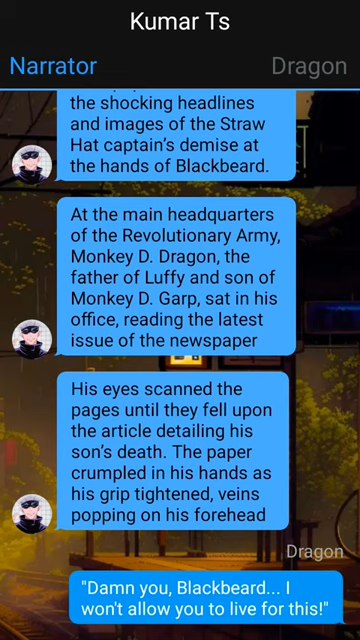 Kumar Ts
Narrator
Dragon
the shocking headlines
and images of the Straw
Hat captain's demise at
the hands of Blackbeard.
At the main headquarters
of the Revolutionary Army,
Monkey D. Dragon, the
father of Luffy and son of
Monkey D. Garp, sat in his
office, reading the latest
issue of the newspaper
His eyes scanned the
pages until they fell upon
the article detailing his
son's death. The paper
crumpled in his hands as
his grip tightened, veins
popping on his forehead
Dragon
"Damn you, Blackbeard... I
won't allow you to live for this!"